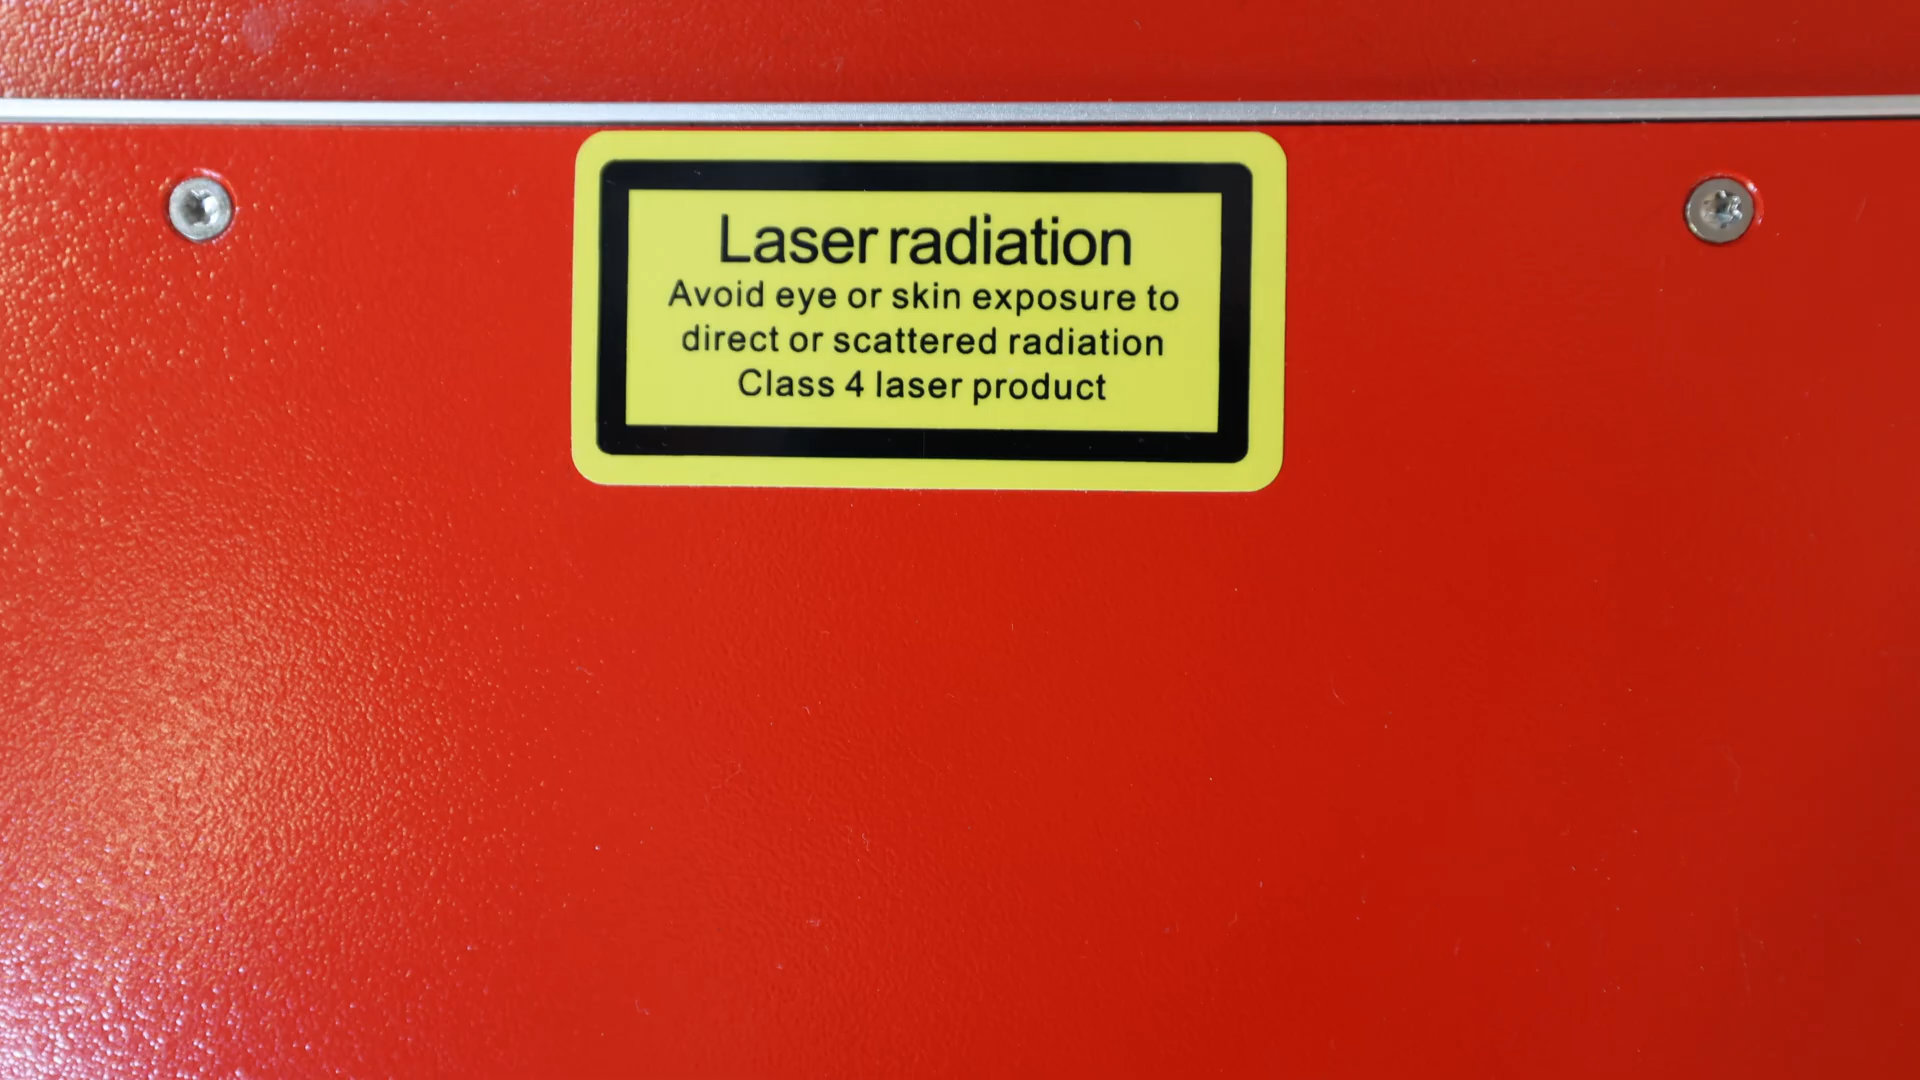 Laser radiation
Avoid eye or skin exposure to
direct or scattered radiation
Class 4 laser product